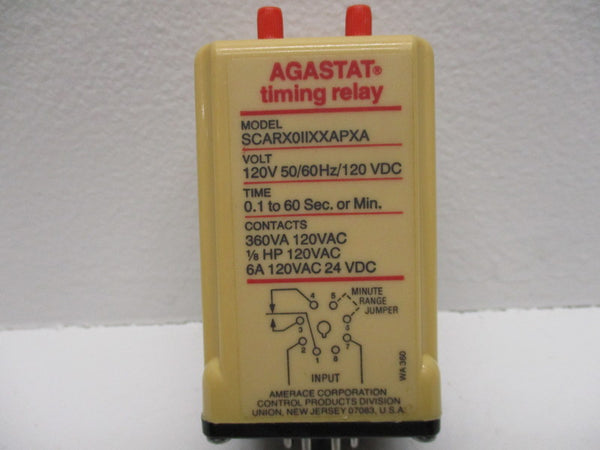 AGASTAT®
timing relay
MODEL
SCARX0IIXXAPXA
VOLT
120V 50/60Hz/120 VDC
TIME
0.1 to 60 Sec. or Min.
CONTACTS
360VA 120VAC
⅛ HP 120VAC
6A 120VAC 24 VDC
4 5 MINUTE
RANGE
JUMPER
3 6
2 7
1 8
INPUT
WA 360
AMERACE CORPORATION
CONTROL PRODUCTS DIVISION
UNION, NEW JERSEY 07083, U.S.A.